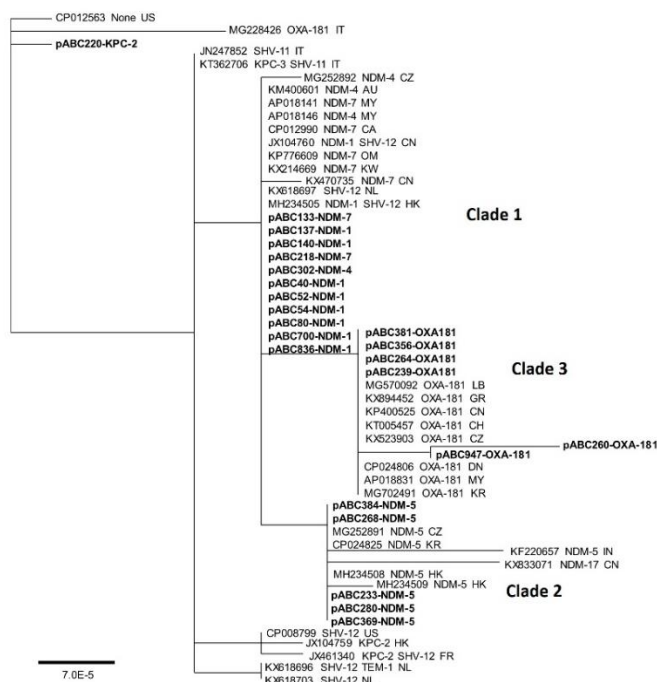 CP012563 None US
MG228426 OXA-181 IT
pABC220-KPC-2
JN247852 SHV-11 IT
KT362706 KPC-3 SHV-11 IT
MG252892 NDM-4 CZ
KM400601 NDM-4 AU
AP018141 NDM-7 MY
AP018146 NDM-4 MY
CP012990 NDM-7 CA
JX104760 NDM-1 SHV-12 CN
KP776609 NDM-7 OM
KX214669 NDM-7 KW
KX470735 NDM-7 CN
KX618697 SHV-12 NL
MH234505 NDM-1 SHV-12 HK
Clade 1
pABC133-NDM-7
pABC137-NDM-1
pABC140-NDM-1
pABC218-NDM-7
pABC302-NDM-4
pABC40-NDM-1
pABC52-NDM-1
pABC54-NDM-1
pABC80-NDM-1
pABC700-NDM-1
pABC836-NDM-1
pABC381-OXA181
pABC356-OXA181
pABC264-OXA181
pABC239-OXA181
Clade 3
MG570092 OXA-181 LB
KX894452 OXA-181 GR
KP400525 OXA-181 CN
KT005457 OXA-181 CH
KX523903 OXA-181 CZ
pABC260-OXA-181
pABC947-OXA-181
CP024806 OXA-181 DN
AP018831 OXA-181 MY
MG702491 OXA-181 KR
pABC384-NDM-5
pABC268-NDM-5
MG252891 NDM-5 CZ
CP024825 NDM-5 KR
KF220657 NDM-5 IN
KX833071 NDM-17 CN
MH234508 NDM-5 HK
MH234509 NDM-5 HK
Clade 2
pABC233-NDM-5
pABC280-NDM-5
pABC369-NDM-5
CP008799 SHV-12 US
JX104759 KPC-2 HK
JX461340 KPC-2 SHV-12 FR
KX618696 SHV-12 TEM-1 NL
KX618703 SHV-12 NL
7.0E-5